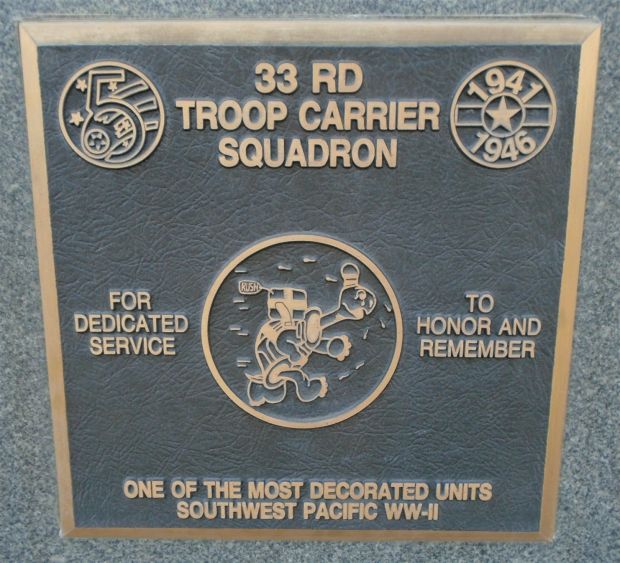 5
33 RD
TROOP CARRIER
SQUADRON
1941
1946
FOR
DEDICATED
SERVICE
RUSH
TO
HONOR AND
REMEMBER
ONE OF THE MOST DECORATED UNITS
SOUTHWEST PACIFIC WW-II